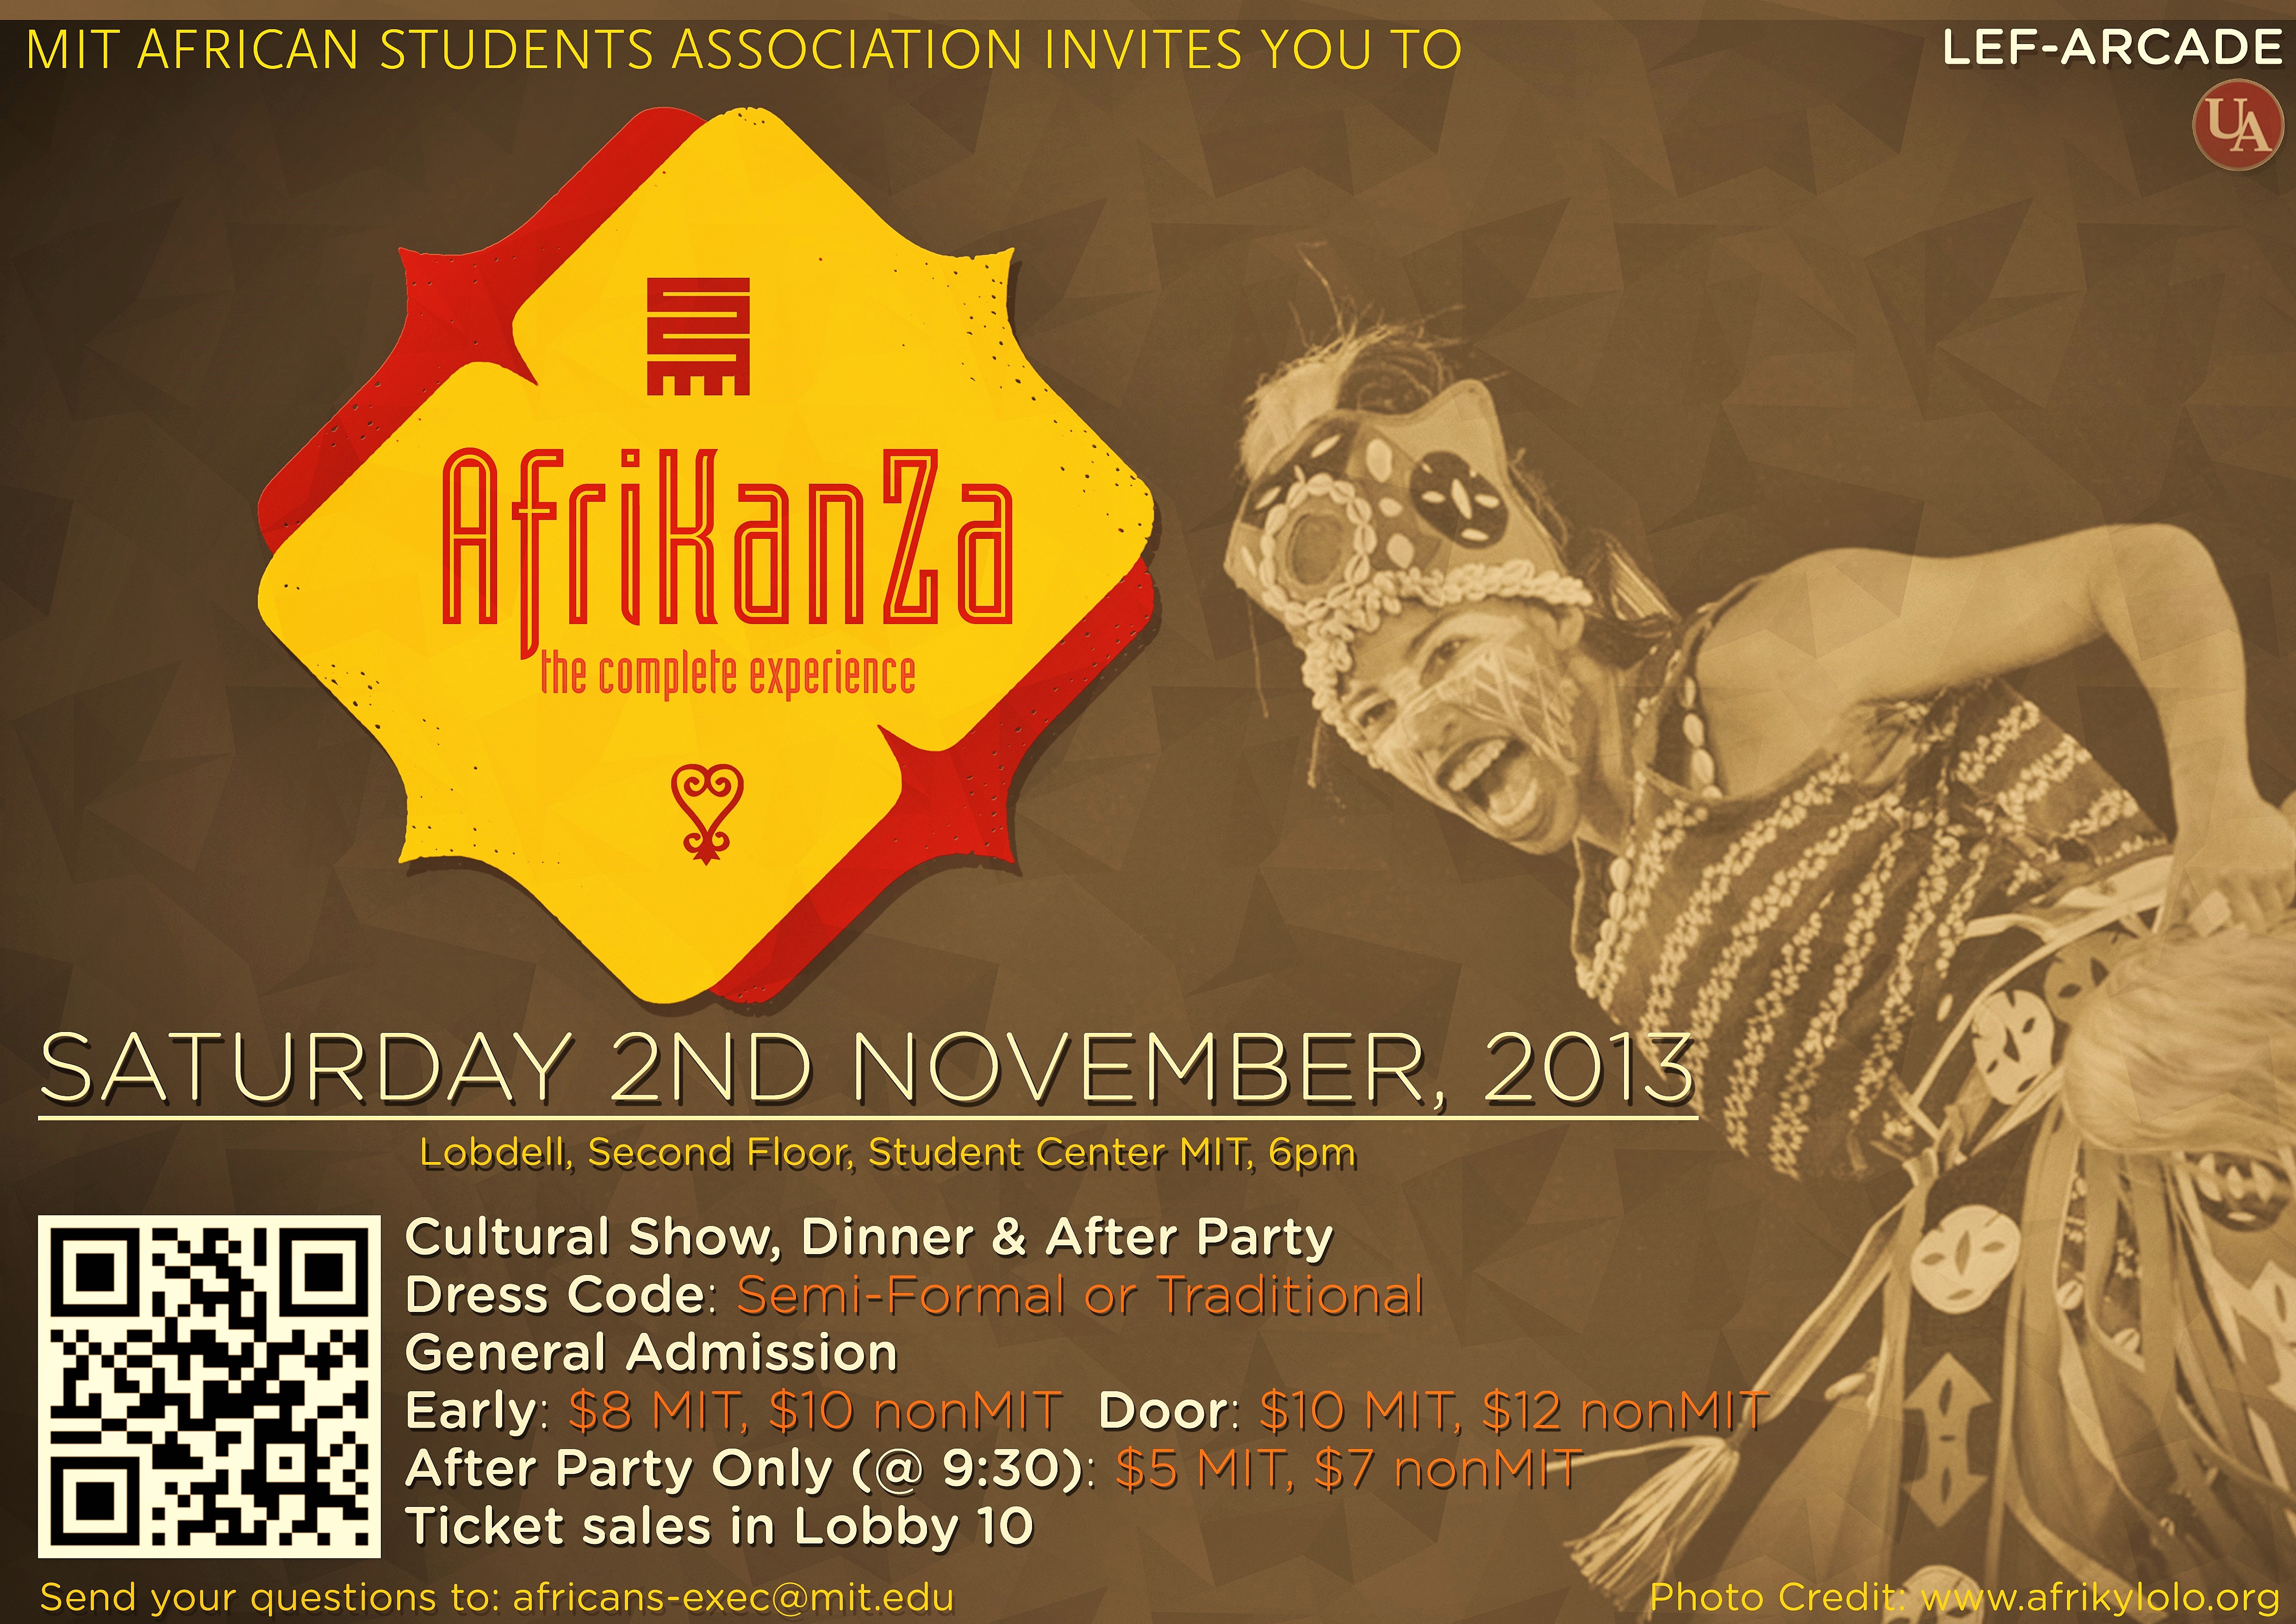 MIT AFRICAN STUDENTS ASSOCIATION INVITES YOU TO
LEF-ARCADE
UA
AfriKanZa
the complete experience
SATURDAY 2ND NOVEMBER, 2013
Lobdell, Second Floor, Student Center MIT, 6pm
Cultural Show, Dinner & After Party
Dress Code: Semi-Formal or Traditional
General Admission
Early: $8 MIT, $10 nonMIT Door: $10 MIT, $12 nonMIT
After Party Only (@ 9:30): $5 MIT, $7 nonMIT
Ticket sales in Lobby 10
Send your questions to: africans-exec@mit.edu
Photo Credit: www.afrikylolo.org